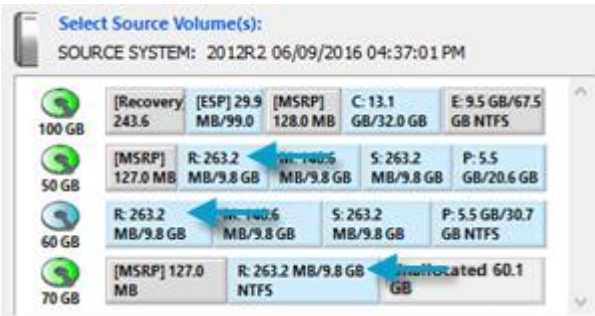 Select Source Volume(s):
SOURCE SYSTEM: 2012R2 06/09/2016 04:37:01 PM
[Recovery [ESP] 29.9 [MSRP] C: 13.1 E: 9.5 GB/67.5
243.6 MB/99.0 128.0 MB GB/32.0 GB GB NTFS
100 GB
[MSRP] R: 263.2 S: 263.2 P: 5.5
127.0 MB MB/9.8 GB MB/9.8 GB MB/9.8 GB GB/20.6 GB
50 GB
R: 263.2 S: 263.2 P: 5.5 GB/30.7
MB/9.8 GB MB/9.8 GB MB/9.8 GB GB NTFS
60 GB
[MSRP] 127.0 R: 263.2 MB/9.8 GB Unallocated 60.1
MB NTFS GB
70 GB